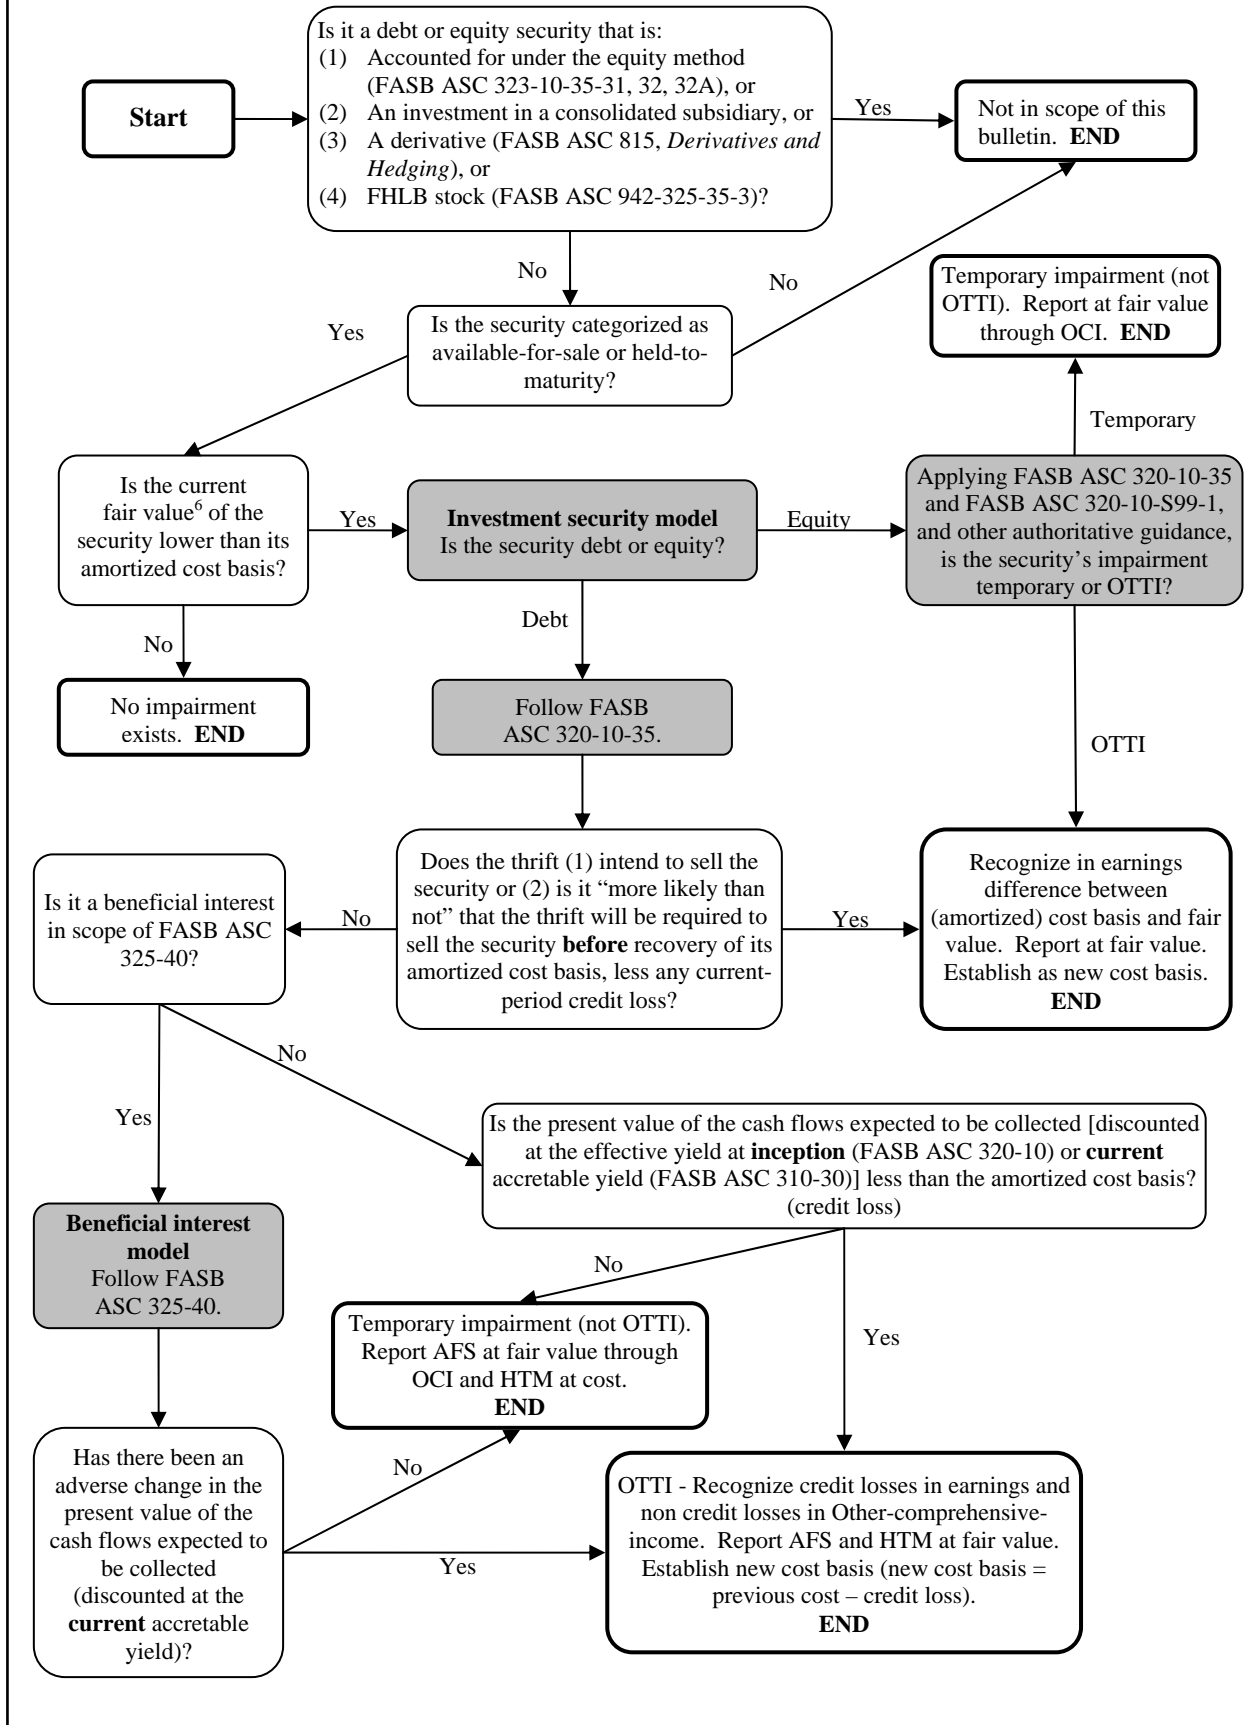 Start
Is it a debt or equity security that is:
(1) Accounted for under the equity method
(FASB ASC 323-10-35-31, 32, 32A), or
(2) An investment in a consolidated subsidiary, or
(3) A derivative (FASB ASC 815, Derivatives and
Hedging), or
(4) FHLB stock (FASB ASC 942-325-35-3)?
Yes
Not in scope of this
bulletin. END
No
No
Temporary impairment (not
OTTI). Report at fair value
through OCI. END
Yes
Is the security categorized as
available-for-sale or held-to-
maturity?
Temporary
Is the current
fair value6 of the
security lower than its
amortized cost basis?
Yes
Investment security model
Is the security debt or equity?
Equity
Applying FASB ASC 320-10-35
and FASB ASC 320-10-S99-1,
and other authoritative guidance,
is the security’s impairment
temporary or OTTI?
Debt
No
No impairment
exists. END
Follow FASB
ASC 320-10-35.
OTTI
Is it a beneficial interest
in scope of FASB ASC
325-40?
No
Does the thrift (1) intend to sell the
security or (2) is it “more likely than
not” that the thrift will be required to
sell the security before recovery of its
amortized cost basis, less any current-
period credit loss?
Yes
Recognize in earnings
difference between
(amortized) cost basis and fair
value. Report at fair value.
Establish as new cost basis.
END
No
Yes
Is the present value of the cash flows expected to be collected [discounted
at the effective yield at inception (FASB ASC 320-10) or current
accretable yield (FASB ASC 310-30)] less than the amortized cost basis?
(credit loss)
Beneficial interest
model
Follow FASB
ASC 325-40.
No
Temporary impairment (not OTTI).
Report AFS at fair value through
OCI and HTM at cost.
END
Yes
Has there been an
adverse change in the
present value of the
cash flows expected to
be collected
(discounted at the
current accretable
yield)?
No
Yes
OTTI - Recognize credit losses in earnings and
non credit losses in Other-comprehensive-
income. Report AFS and HTM at fair value.
Establish new cost basis (new cost basis =
previous cost – credit loss).
END